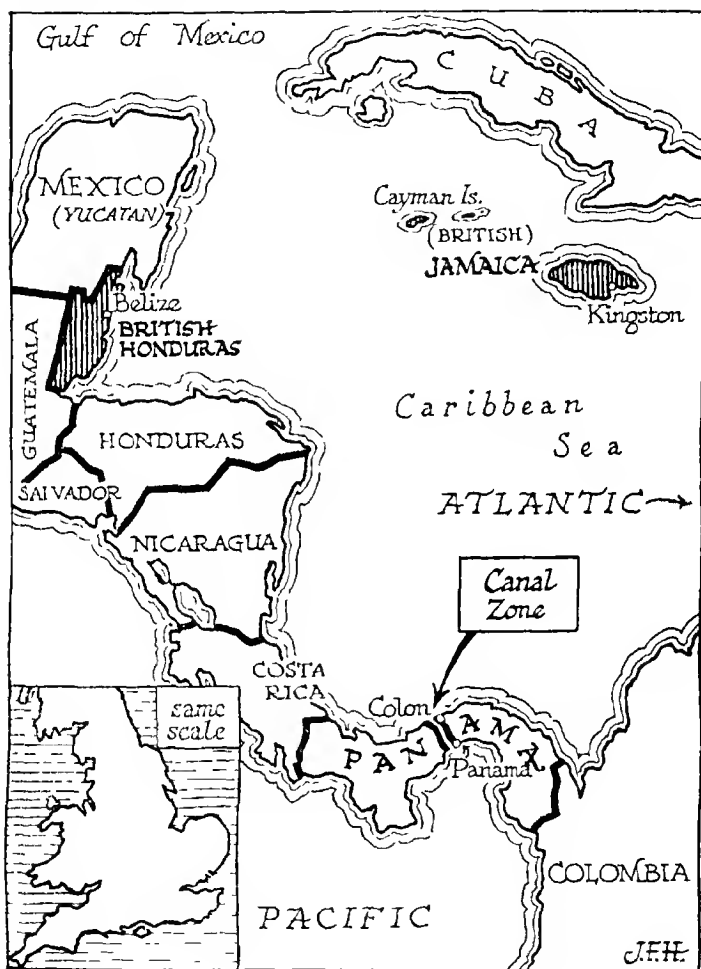 Gulf of Mexico
CUBA
MEXICO
(YUCATAN)
Cayman Is.
(BRITISH)
JAMAICA
Kingston
Belize
BRITISH
HONDURAS
GUATEMALA
Caribbean
Sea
HONDURAS
SALVADOR
ATLANTIC
NICARAGUA
Canal
Zone
COSTA
RICA
Colon
PANAMA
Panama
same
scale
COLOMBIA
PACIFIC
J.F.H.